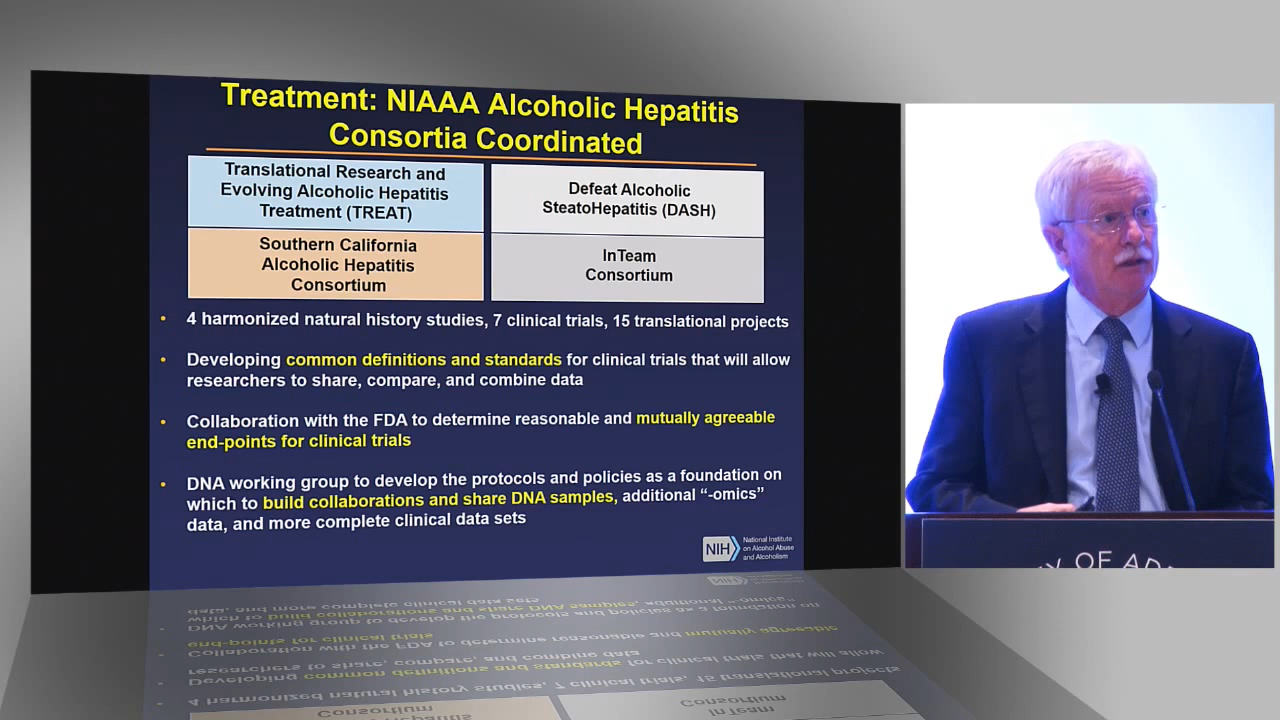 Treatment: NIAAA Alcoholic Hepatitis
Consortia Coordinated
Translational Research and
Evolving Alcoholic Hepatitis
Treatment (TREAT)
Defeat Alcoholic
SteatoHepatitis (DASH)
Southern California
Alcoholic Hepatitis
Consortium
InTeam
Consortium
• 4 harmonized natural history studies, 7 clinical trials, 15 translational projects
• Developing common definitions and standards for clinical trials that will allow
researchers to share, compare, and combine data
• Collaboration with the FDA to determine reasonable and mutually agreeable
end-points for clinical trials
• DNA working group to develop the protocols and policies as a foundation on
which to build collaborations and share DNA samples, additional “-omics”
data, and more complete clinical data sets
NIH
National Institute
on Alcohol Abuse
and Alcoholism
OF